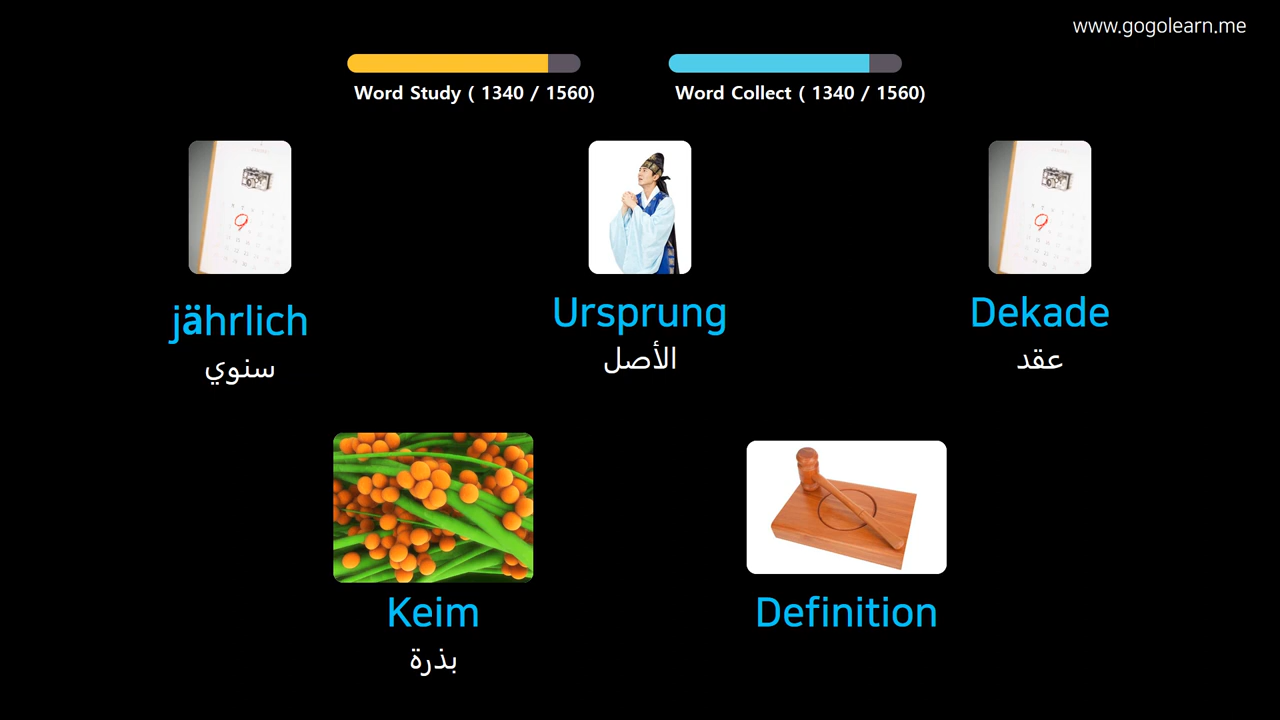 www.gogolearn.me
Word Study ( 1340 / 1560)
Word Collect ( 1340 / 1560)
jährlich
سنوي
Ursprung
الأصل
Dekade
عقد
Keim
بذرة
Definition